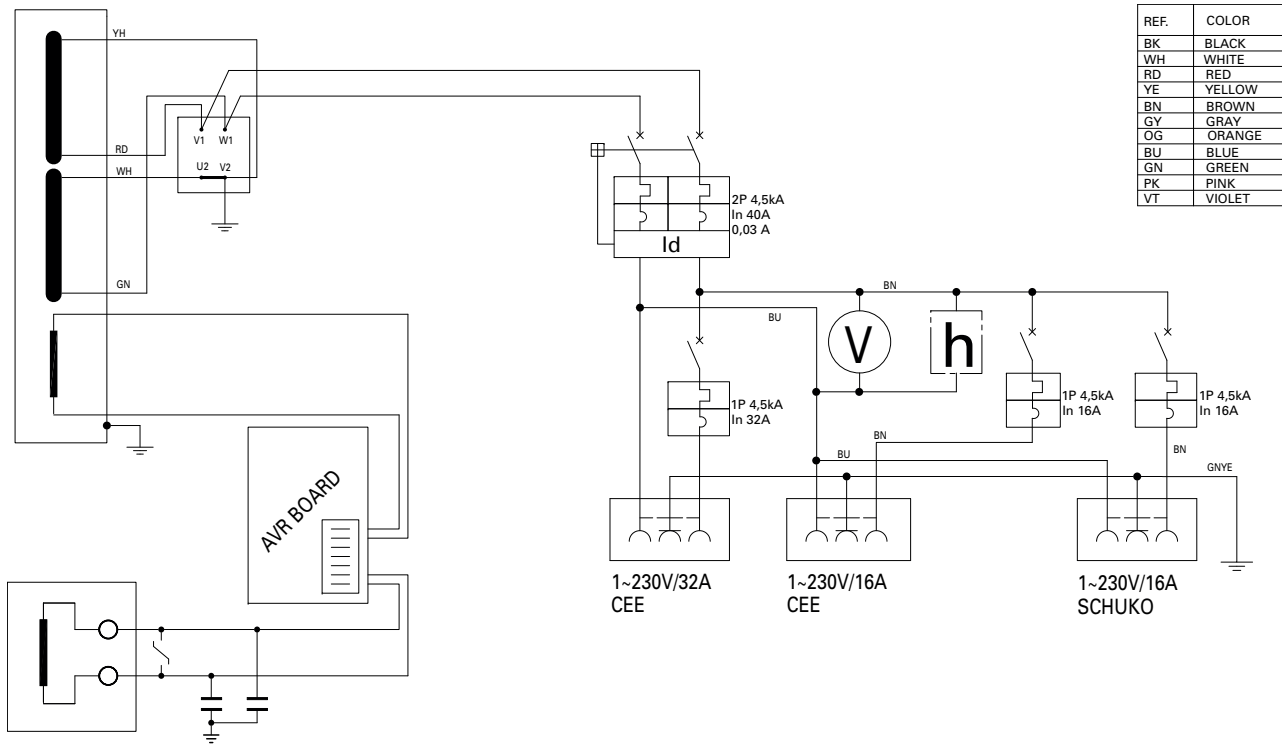 YH
RD
WH
GN
V1 W1
U2 V2
2P 4,5kA
In 40A
0,03 A
Id
BN
BU
V
h
1P 4,5kA
In 32A
1P 4,5kA
In 16A
1P 4,5kA
In 16A
BN
BU
BN
GNYE
1~230V/32A
CEE
1~230V/16A
CEE
1~230V/16A
SCHUKO
AVR BOARD
REF. COLOR
BK BLACK
WH WHITE
RD RED
YE YELLOW
BN BROWN
GY GRAY
OG ORANGE
BU BLUE
GN GREEN
PK PINK
VT VIOLET